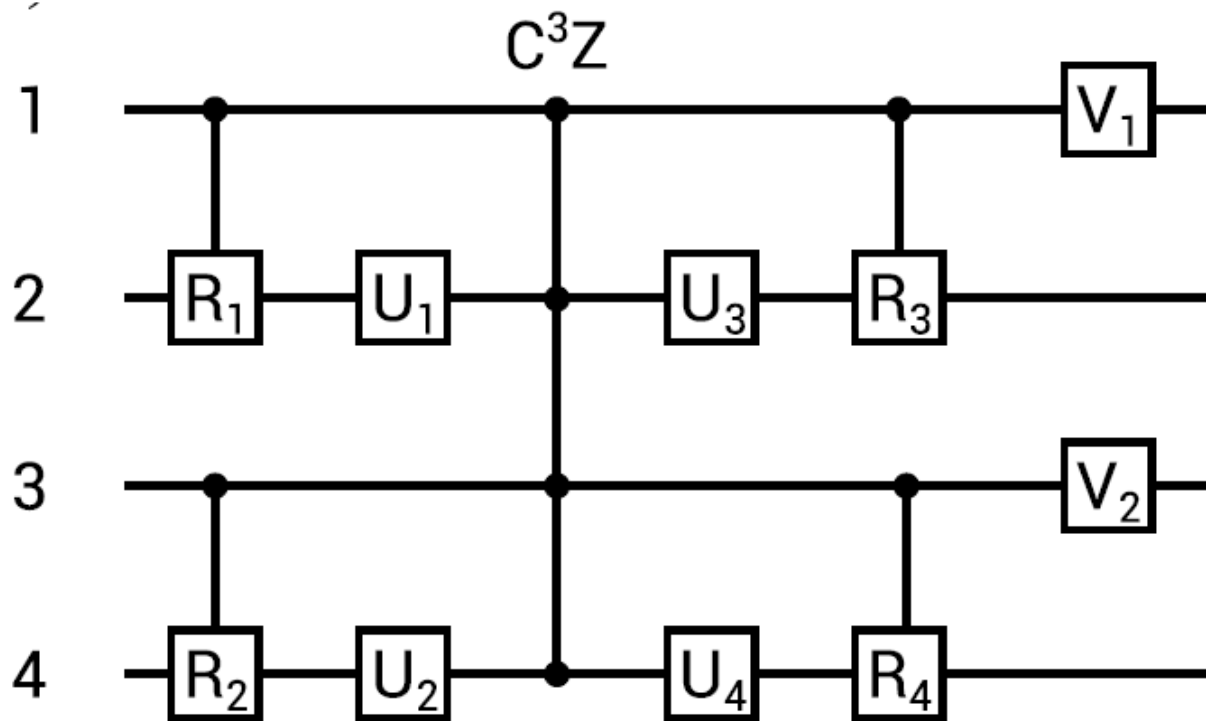 C³Z
1 V₁
2 R₁ U₁ U₃ R₃
3 V₂
4 R₂ U₂ U₄ R₄